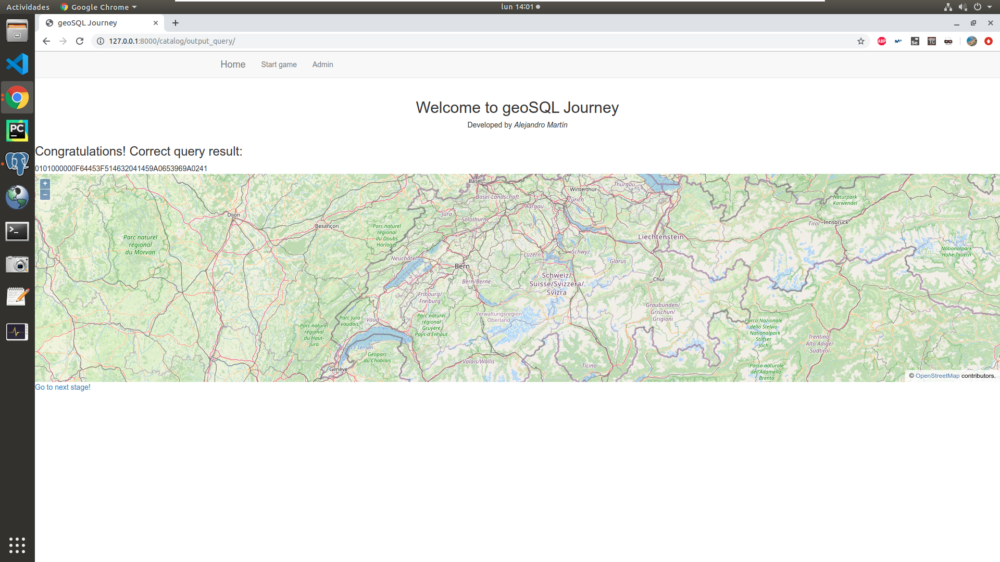 Actividades
Google Chrome
lun 14:01
geoSQL Journey
127.0.0.1:8000/catalog/output_query/
ABP
M+
Se
TC
PC
Home
Start game
Admin
Welcome to geoSQL Journey
Developed by Alejandro Martín
Congratulations! Correct query result:
0101000000F64453F514632041459A0653969A0241
+
−
Basel
Winterthur
Thurgau
Basel-Landschaft
Zürich
Aargau
Naturpark
Karwendel
Dijon
Jura
Solothurn
Besançon
Tirol
Innsbruck
Parc naturel
régional
du Doubs
Horloger
Parc naturel
régional
du Morvan
Liechtenstein
Luzern
Schwyz
Neuchâtel
Glarus
Nationalpark
Hohe Tauern
Bern
Bern/Berne
Schweiz/
Suisse/Svizzera/
Svizra
Chur
Fribourg/
Freiburg
Graubünden/
Grischun/
Grigioni
Verwaltungsregion
Oberland
Parc Jura
vaudois
Vaud
Parc naturel
régional
Gruyère
Pays-d'Enhaut
Parc naturel
régional
du Haut-
Jura
Parco Nazionale
dello Stelvio
- Nationalpark
Stilfser
Joch
Trentino-
Alto Adige/
Südtirol
Le Léman
Géoparc
du Chablais
Valais/Wallis
Ticino
Genève
Parco naturale
dell'Adamello-
Brenta
© OpenStreetMap contributors.
Go to next stage!